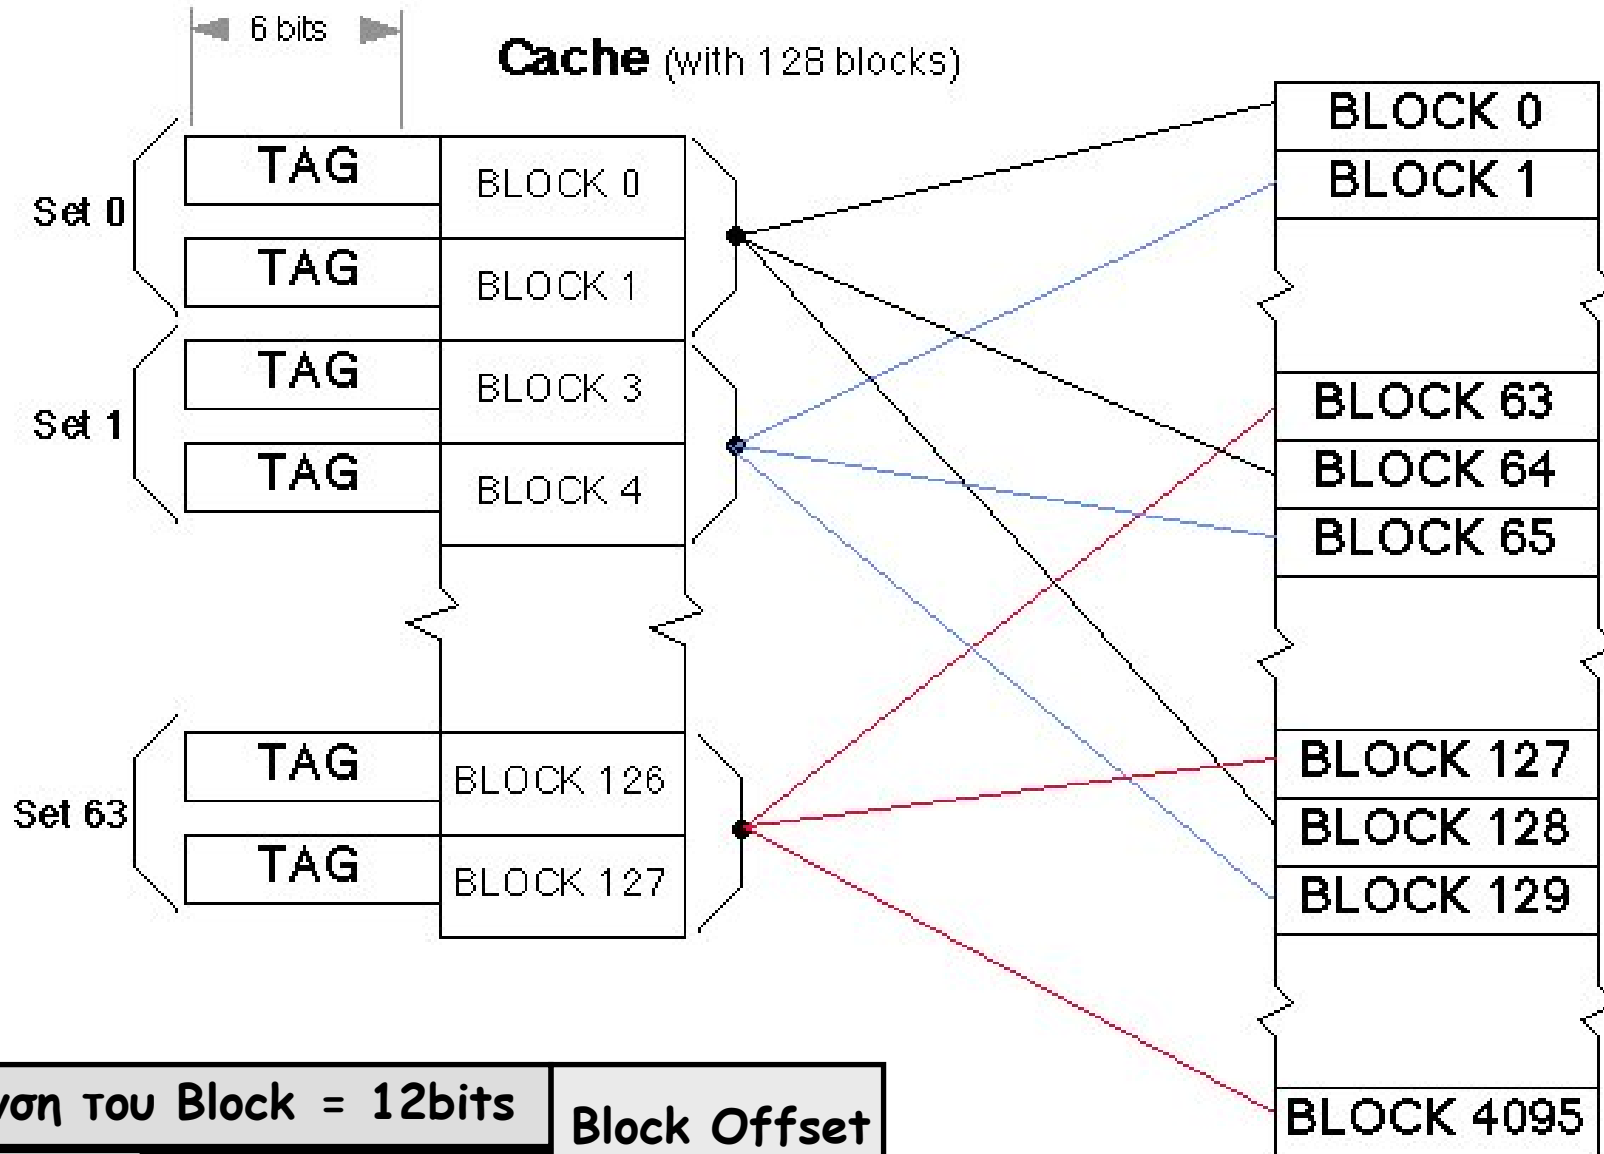 6 bits
Cache (with 128 blocks)
Set 0
TAG
BLOCK 0
TAG
BLOCK 1
Set 1
TAG
BLOCK 3
TAG
BLOCK 4
Set 63
TAG
BLOCK 126
TAG
BLOCK 127
BLOCK 0
BLOCK 1
BLOCK 63
BLOCK 64
BLOCK 65
BLOCK 127
BLOCK 128
BLOCK 129
BLOCK 4095
του Block = 12bits
Block Offset